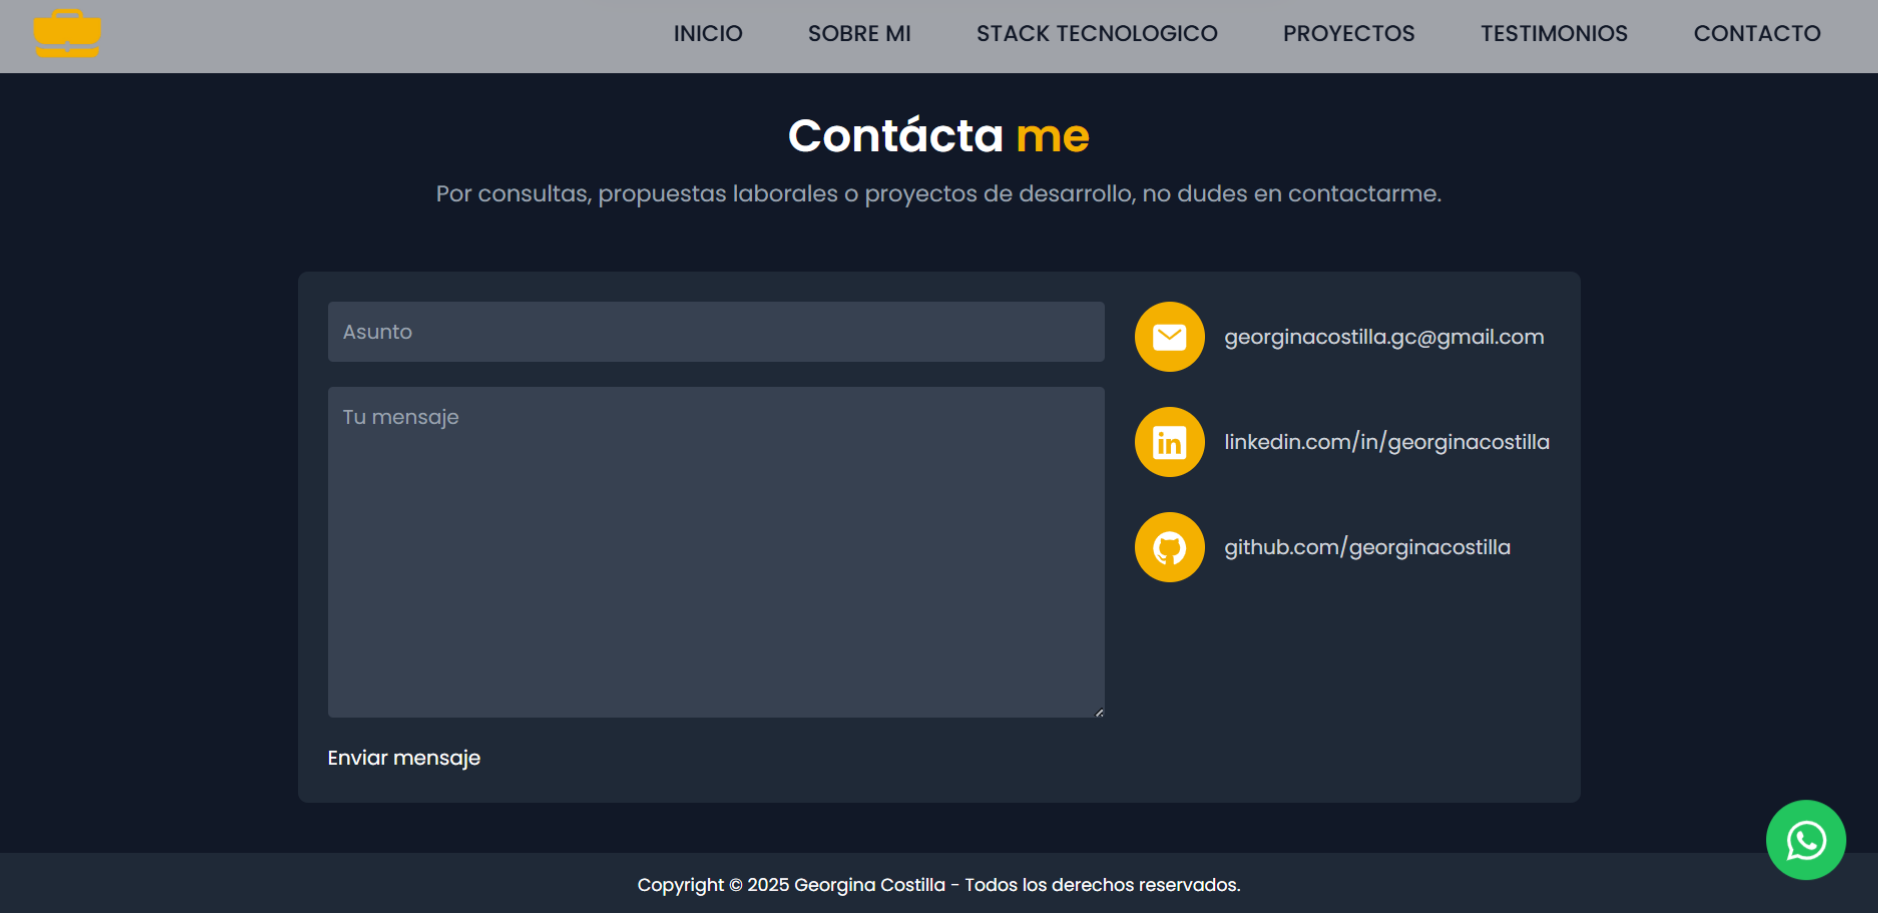 INICIO SOBRE MI STACK TECNOLOGICO PROYECTOS TESTIMONIOS CONTACTO
Contácta me
Por consultas, propuestas laborales o proyectos de desarrollo, no dudes en contactarme.
Asunto
Tu mensaje
Enviar mensaje
georginacostilla.gc@gmail.com
linkedin.com/in/georginacostilla
github.com/georginacostilla
Copyright © 2025 Georgina Costilla - Todos los derechos reservados.